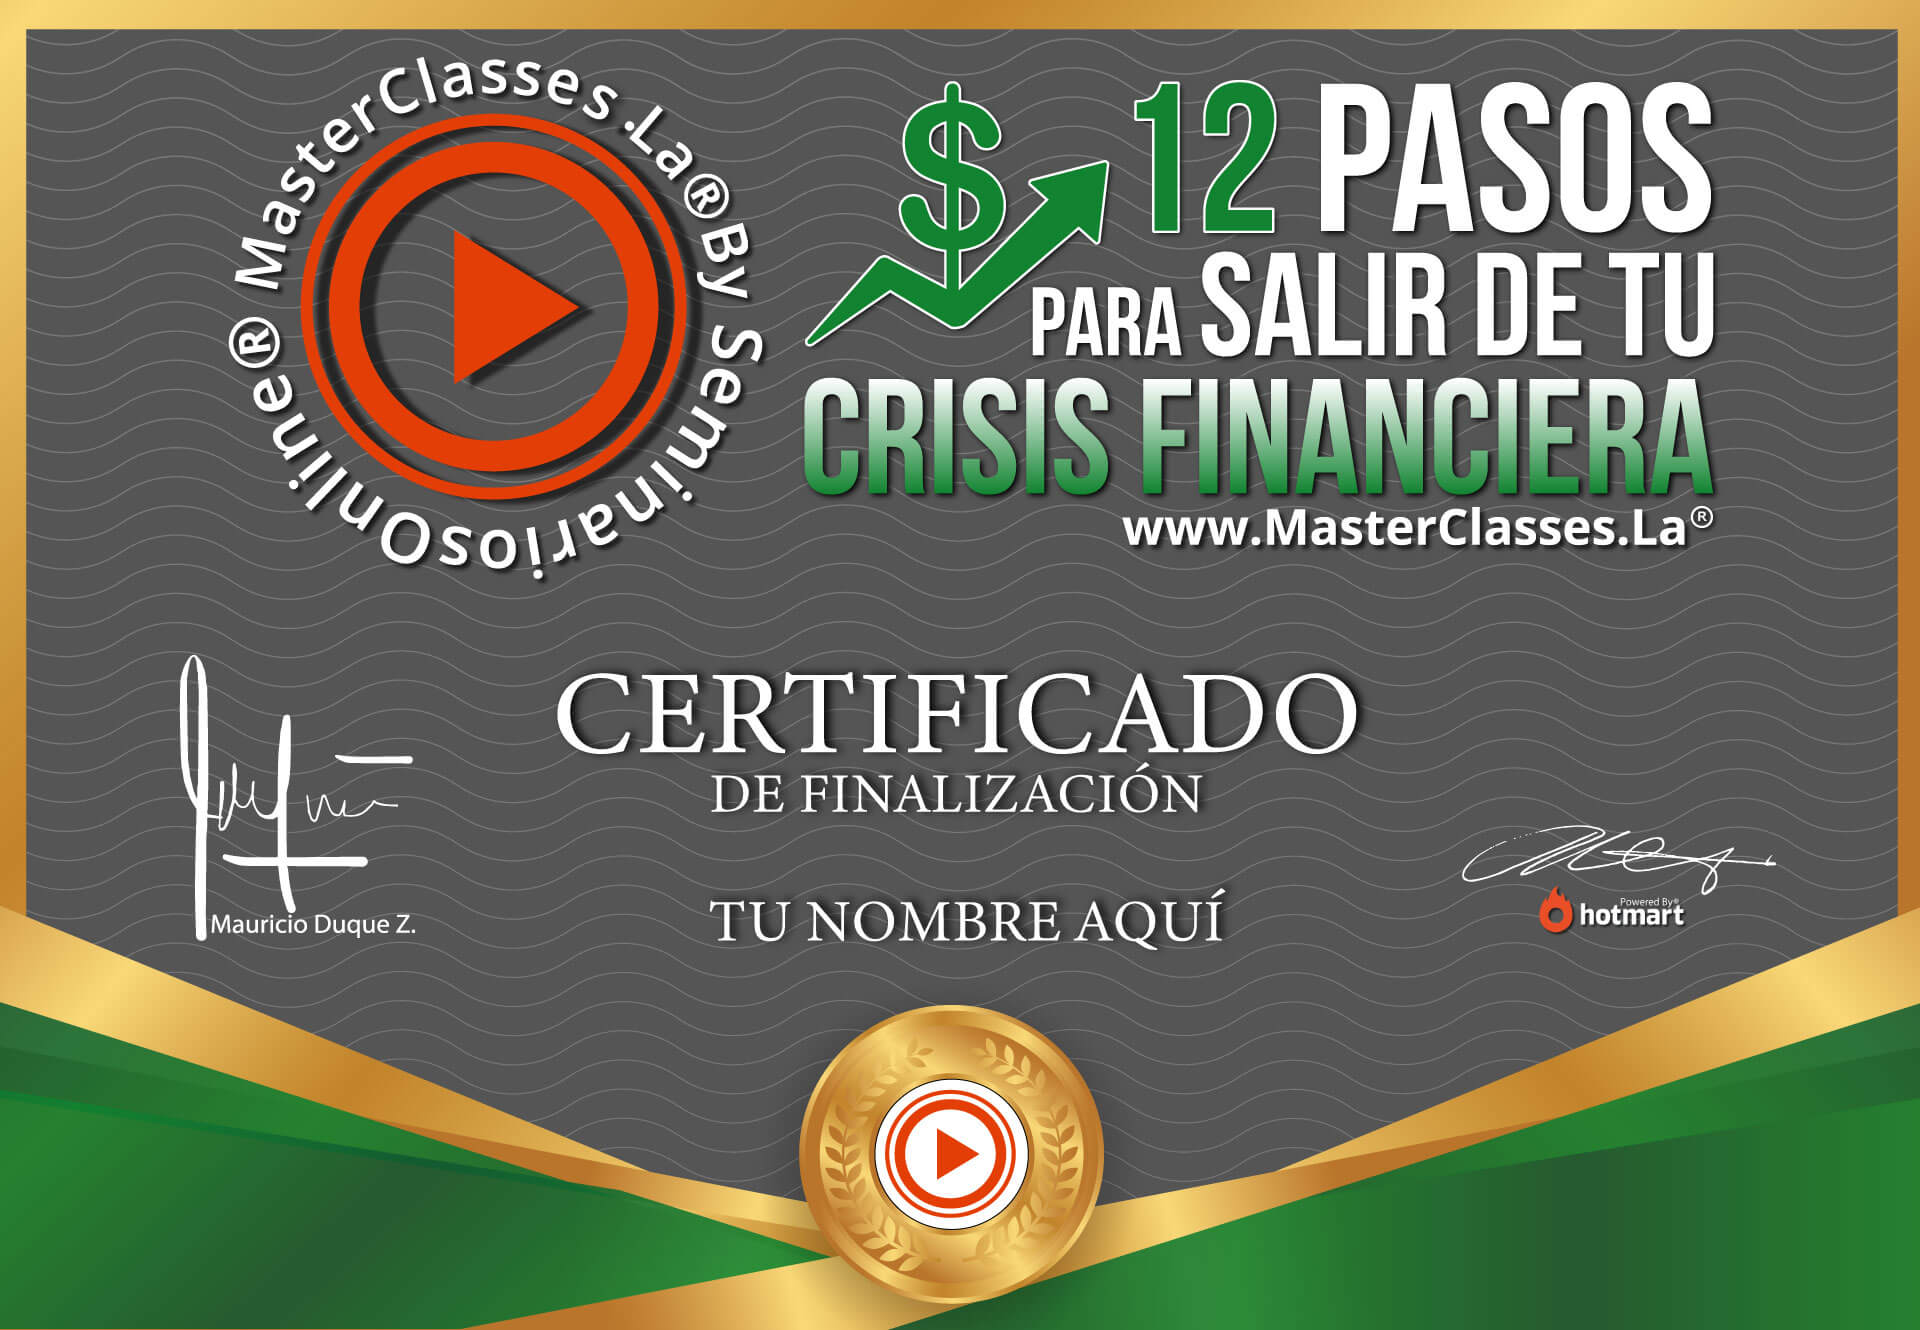 MasterClasses.La® By SeminariosOnline®
12 PASOS
PARA SALIR DE TU
CRISIS FINANCIERA
www.MasterClasses.La®
CERTIFICADO
DE FINALIZACIÓN
Mauricio Duque Z.
TU NOMBRE AQUÍ
Powered By®
hotmart